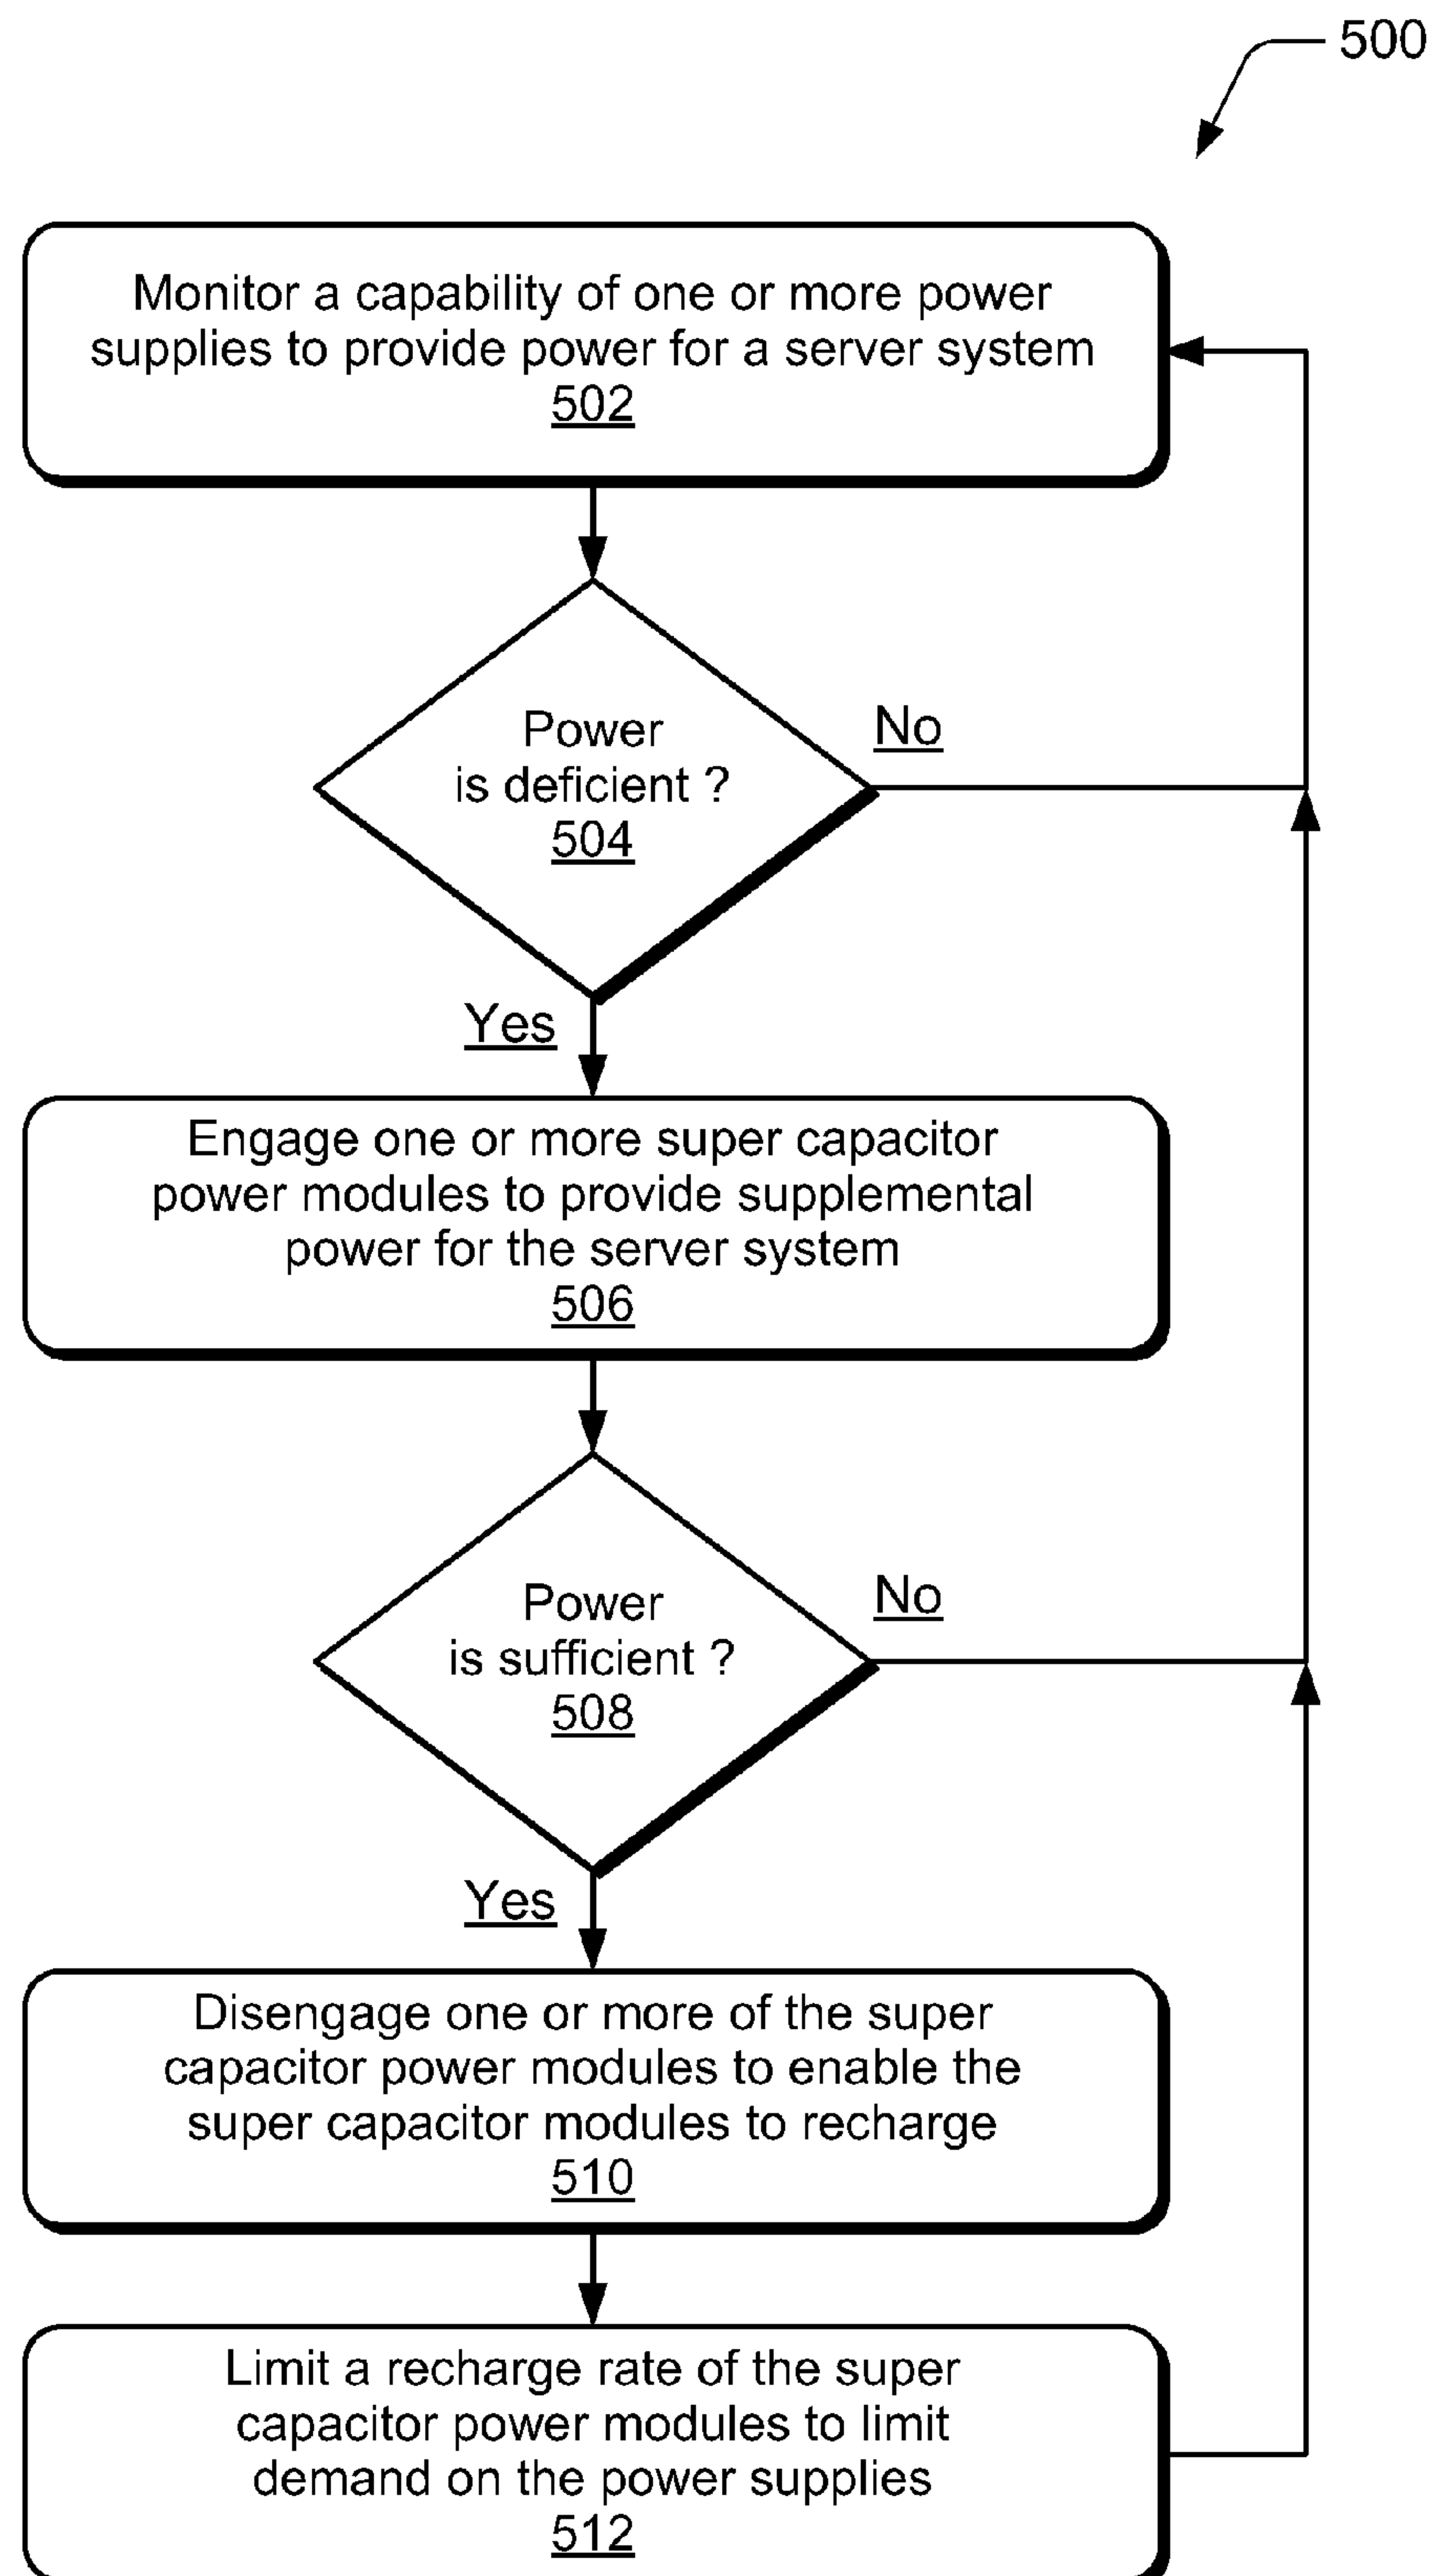 500
Monitor a capability of one or more power
supplies to provide power for a server system
502
Power
is deficient ?
504
No
Yes
Engage one or more super capacitor
power modules to provide supplemental
power for the server system
506
Power
is sufficient ?
508
No
Yes
Disengage one or more of the super
capacitor power modules to enable the
super capacitor modules to recharge
510
Limit a recharge rate of the super
capacitor power modules to limit
demand on the power supplies
512